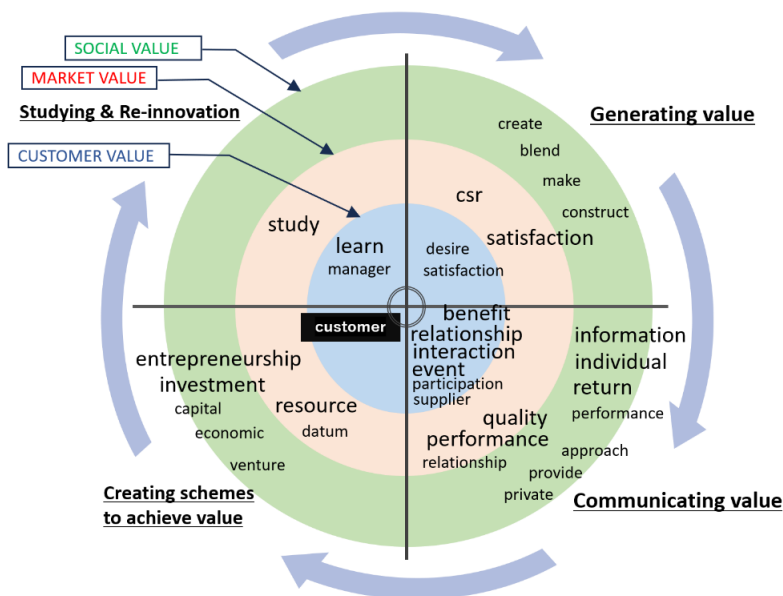 SOCIAL VALUE
MARKET VALUE
Studying & Re-innovation
CUSTOMER VALUE
Generating value
create
blend
make
construct
csr
satisfaction
study
learn
manager
desire
satisfaction
customer
benefit
relationship
interaction
event
participation
supplier
information
individual
return
performance
approach
provide
private
quality
performance
relationship
entrepreneurship
investment
capital
economic
venture
resource
datum
Creating schemes
to achieve value
Communicating value